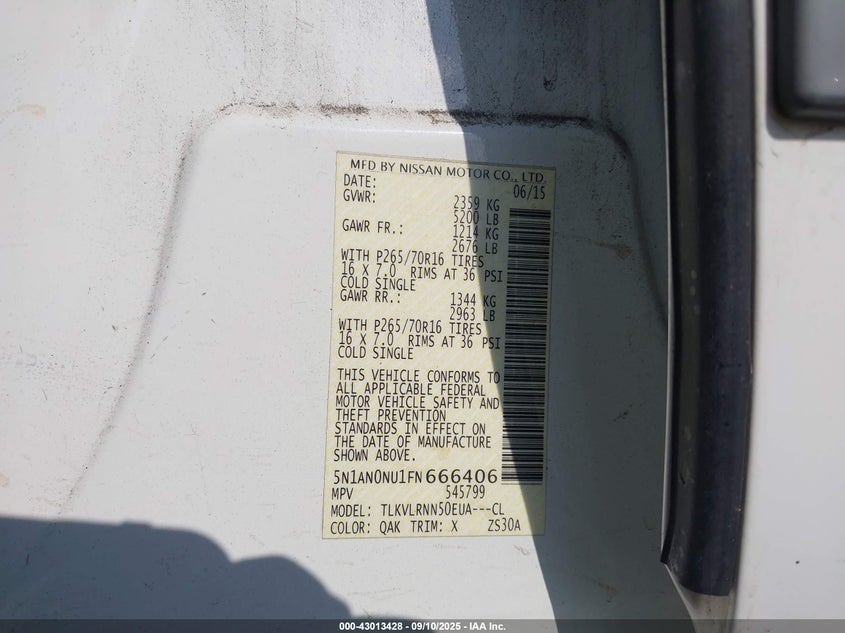 MFD BY NISSAN MOTOR CO., LTD.
DATE: 06/15
GVWR: 2359 KG
5200 LB
GAWR FR.: 1214 KG
2676 LB
WITH P265/70R16 TIRES
16 X 7.0 RIMS AT 36 PSI
COLD SINGLE
GAWR RR.: 1344 KG
2963 LB
WITH P265/70R16 TIRES
16 X 7.0 RIMS AT 36 PSI
COLD SINGLE
THIS VEHICLE CONFORMS TO
ALL APPLICABLE FEDERAL
MOTOR VEHICLE SAFETY AND
THEFT PREVENTION
STANDARDS IN EFFECT ON
THE DATE OF MANUFACTURE
SHOWN ABOVE.
5N1AN0NU1FN666406
MPV 545799
MODEL: TLKVLRNN50EUA---CL
COLOR: QAK TRIM: X ZS30A
000-43013428 - 09/10/2025 - IAA Inc.